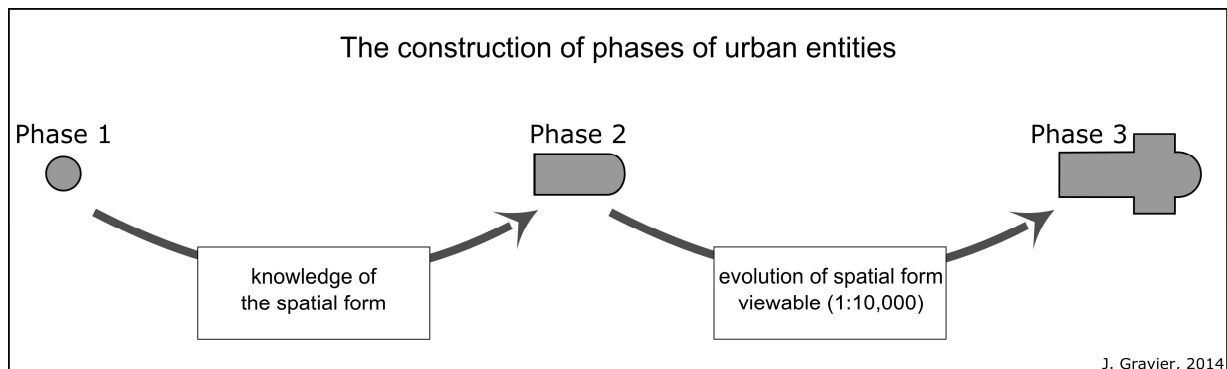 The construction of phases of urban entities
Phase 1
Phase 2
Phase 3
knowledge of
the spatial form
evolution of spatial form
viewable (1:10,000)
J. Gravier, 2014